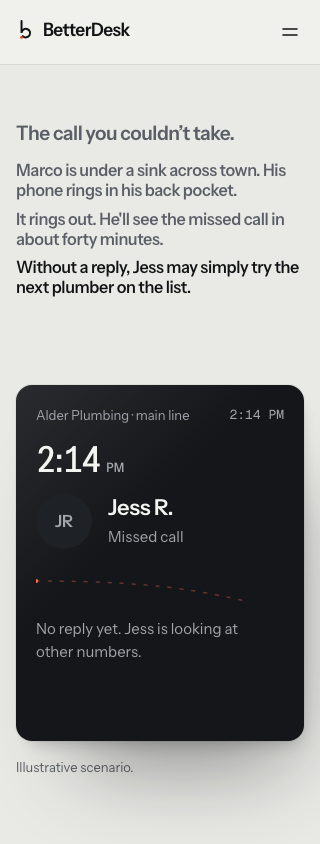 BetterDesk
The call you couldn’t take.
Marco is under a sink across town. His
phone rings in his back pocket.
It rings out. He'll see the missed call in
about forty minutes.
Without a reply, Jess may simply try the
next plumber on the list.
Alder Plumbing · main line 2:14 PM
2:14 PM
JR Jess R.
Missed call
No reply yet. Jess is looking at
other numbers.
Illustrative scenario.